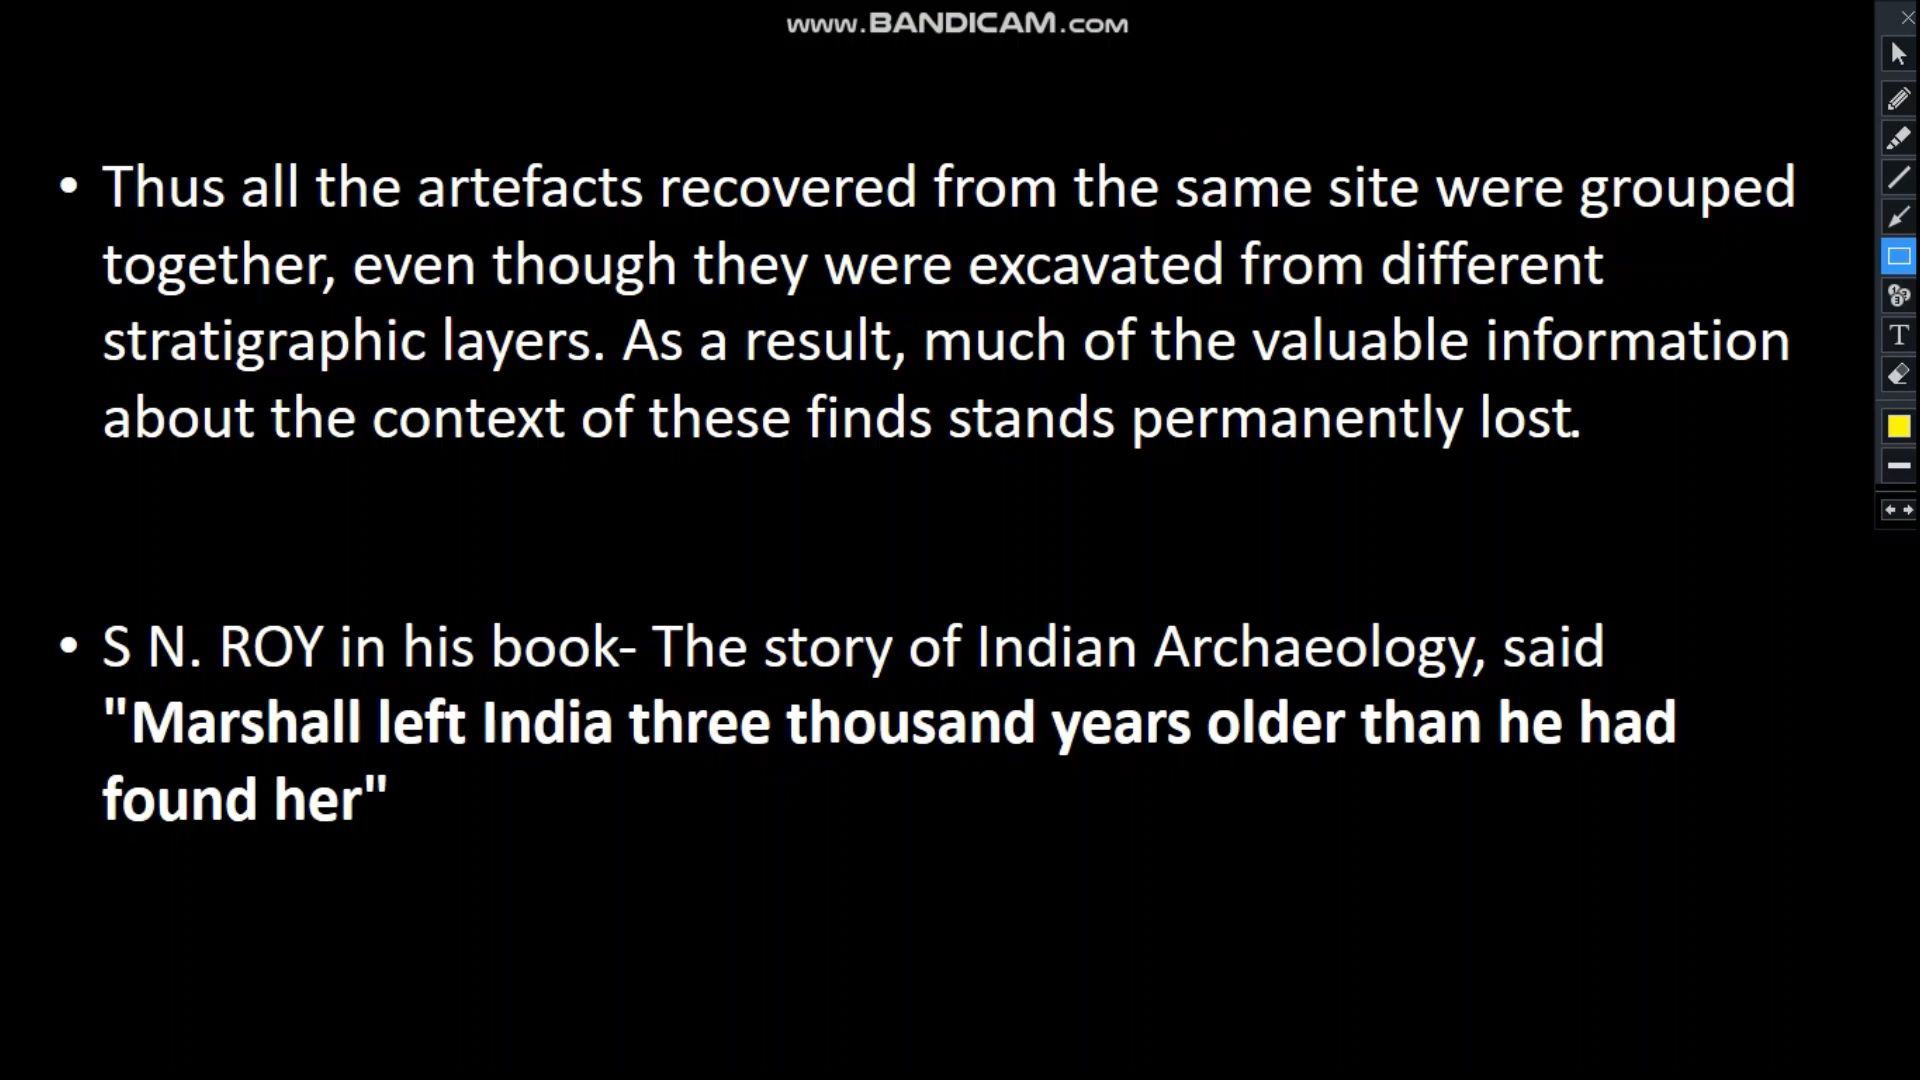 www.BANDICAM.com
• Thus all the artefacts recovered from the same site were grouped
together, even though they were excavated from different
stratigraphic layers. As a result, much of the valuable information
about the context of these finds stands permanently lost.
• S N. ROY in his book- The story of Indian Archaeology, said
"Marshall left India three thousand years older than he had
found her"